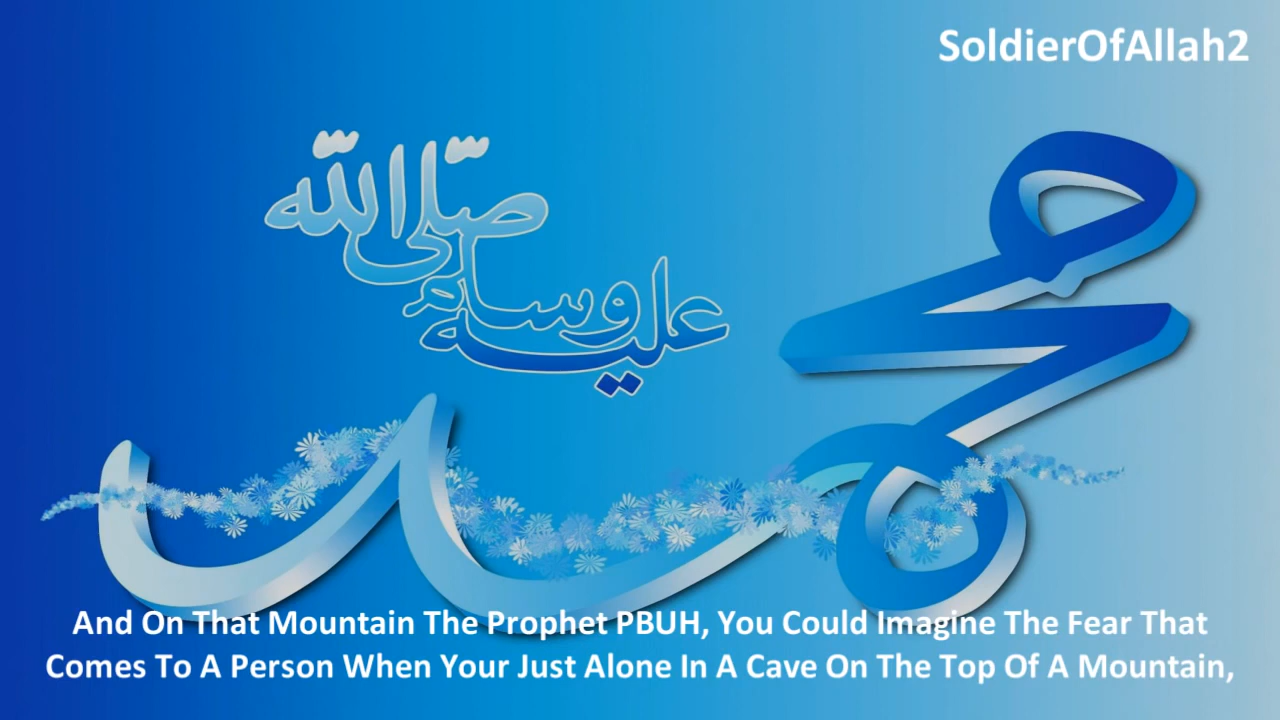 SoldierOfAllah2
محمد
صلى الله
عليه وسلم
And On That Mountain The Prophet PBUH, You Could Imagine The Fear That
Comes To A Person When Your Just Alone In A Cave On The Top Of A Mountain,